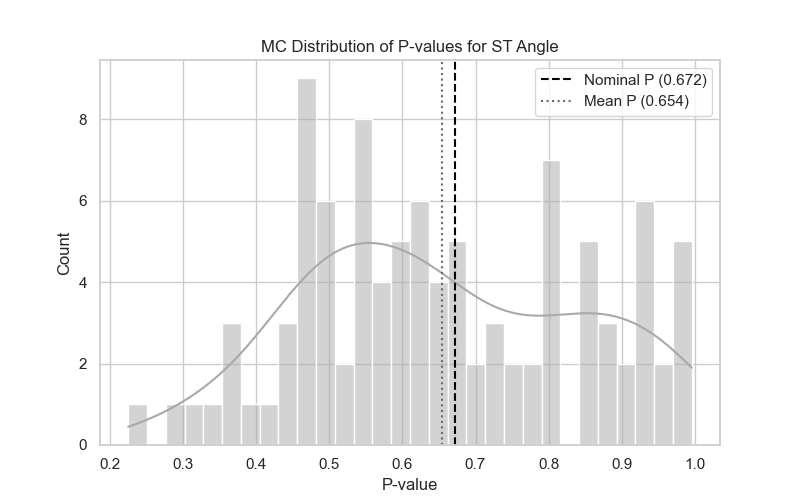 MC Distribution of P-values for ST Angle
Nominal P (0.672)
Mean P (0.654)
Count
8
6
4
2
0
0.2 0.3 0.4 0.5 0.6 0.7 0.8 0.9 1.0
P-value